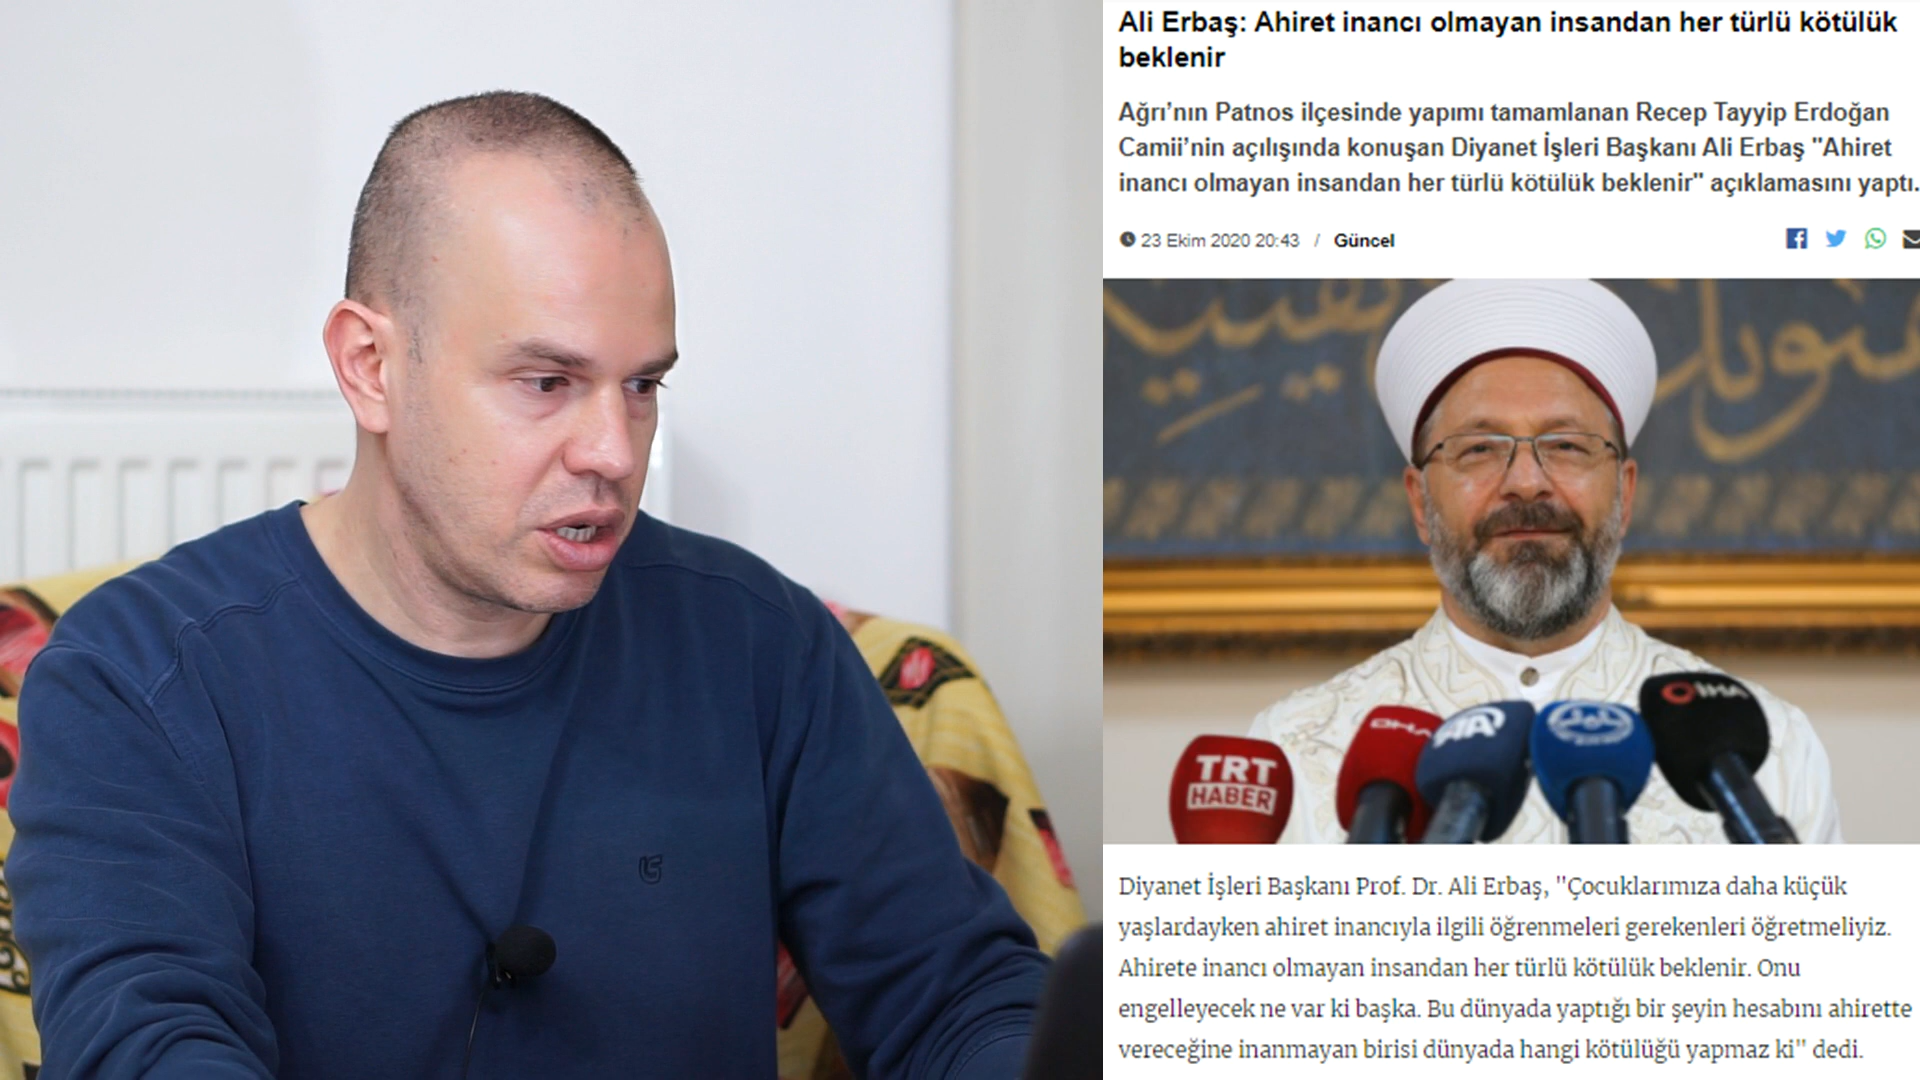 Ali Erbaş: Ahiret inancı olmayan insandan her türlü kötülük
beklenir
Ağrı’nın Patnos ilçesinde yapımı tamamlanan Recep Tayyip Erdoğan
Camii’nin açılışında konuşan Diyanet İşleri Başkanı Ali Erbaş "Ahiret
inancı olmayan insandan her türlü kötülük beklenir" açıklamasını yaptı.
23 Ekim 2020 20:43 / Güncel
TRT
HABER
DHA
AA
İHA
Diyanet İşleri Başkanı Prof. Dr. Ali Erbaş, "Çocuklarımıza daha küçük
yaşlardayken ahiret inancıyla ilgili öğrenmeleri gerekenleri öğretmeliyiz.
Ahirete inancı olmayan insandan her türlü kötülük beklenir. Onu
engelleyecek ne var ki başka. Bu dünyada yaptığı bir şeyin hesabını ahirette
vereceğine inanmayan birisi dünyada hangi kötülüğü yapmaz ki" dedi.